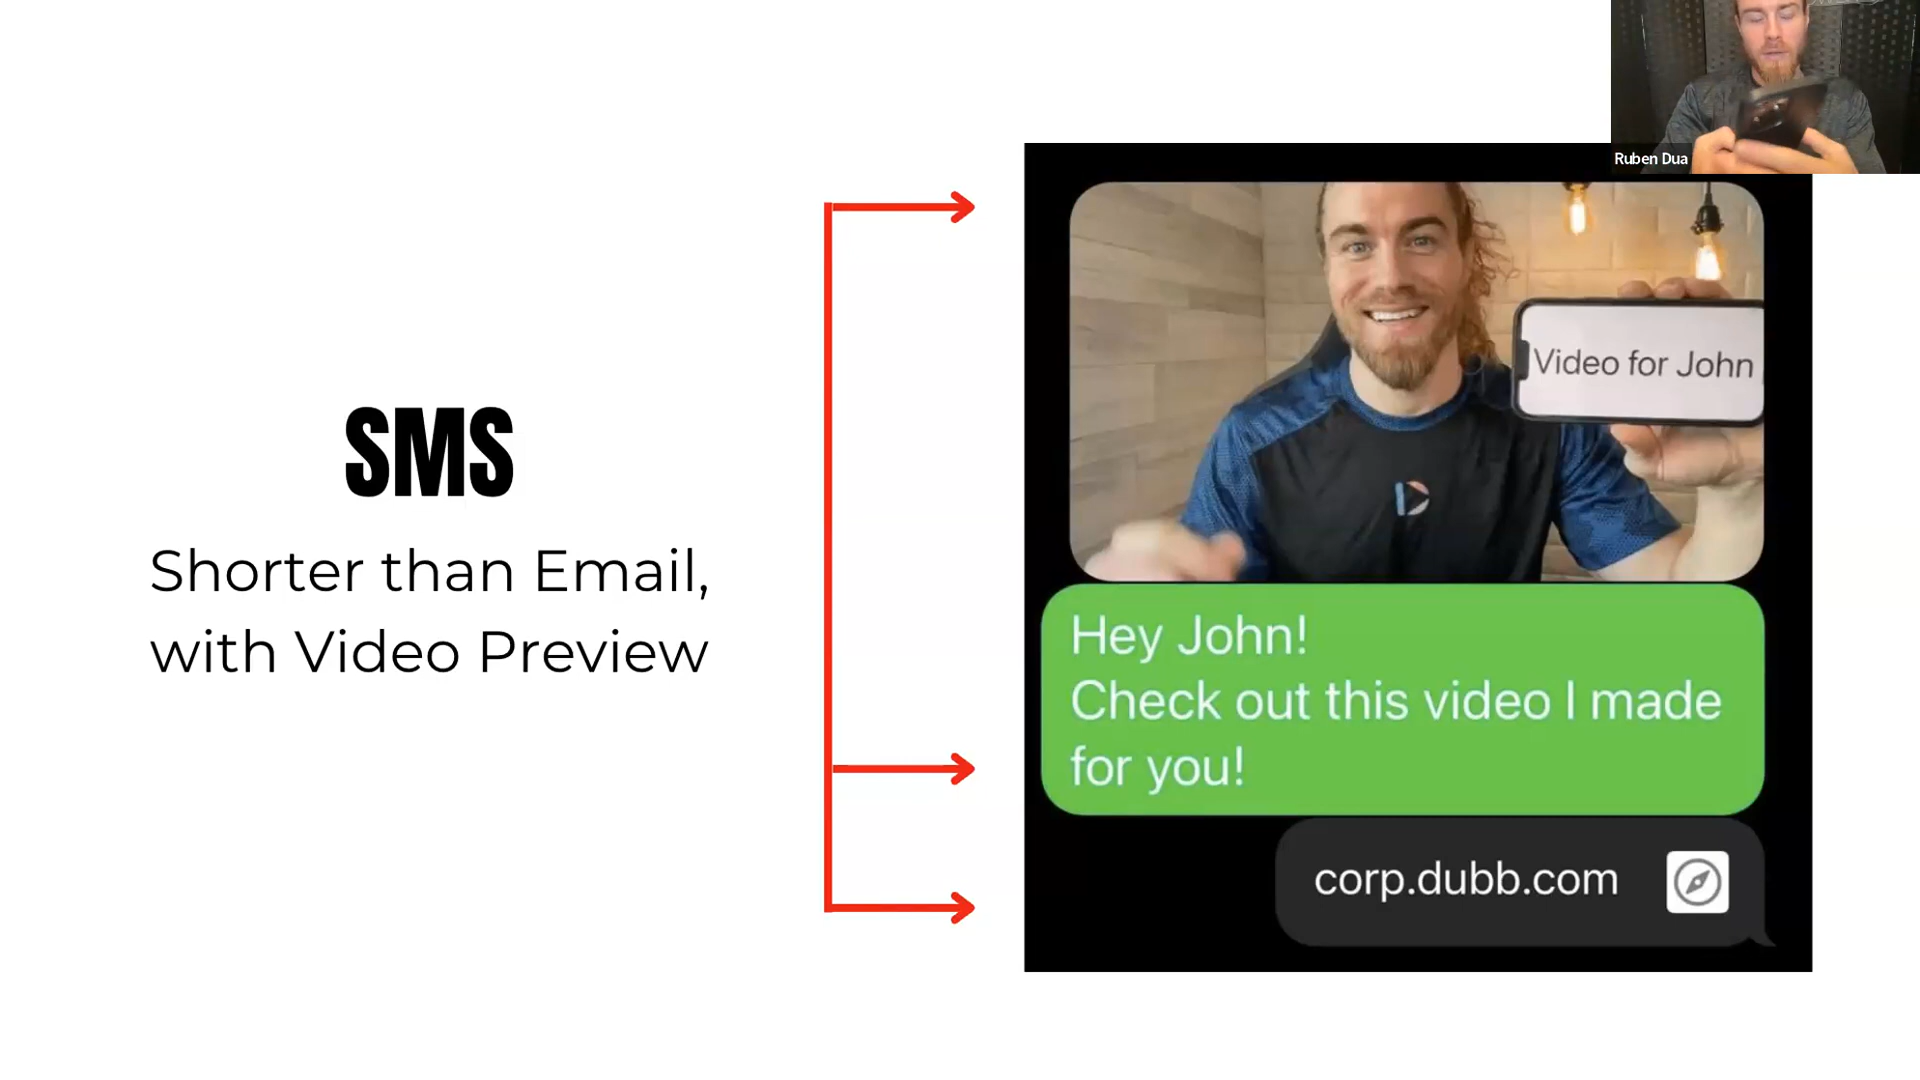 Ruben Dua
Video for John
SMS
Shorter than Email,
with Video Preview
Hey John!
Check out this video I made
for you!
corp.dubb.com